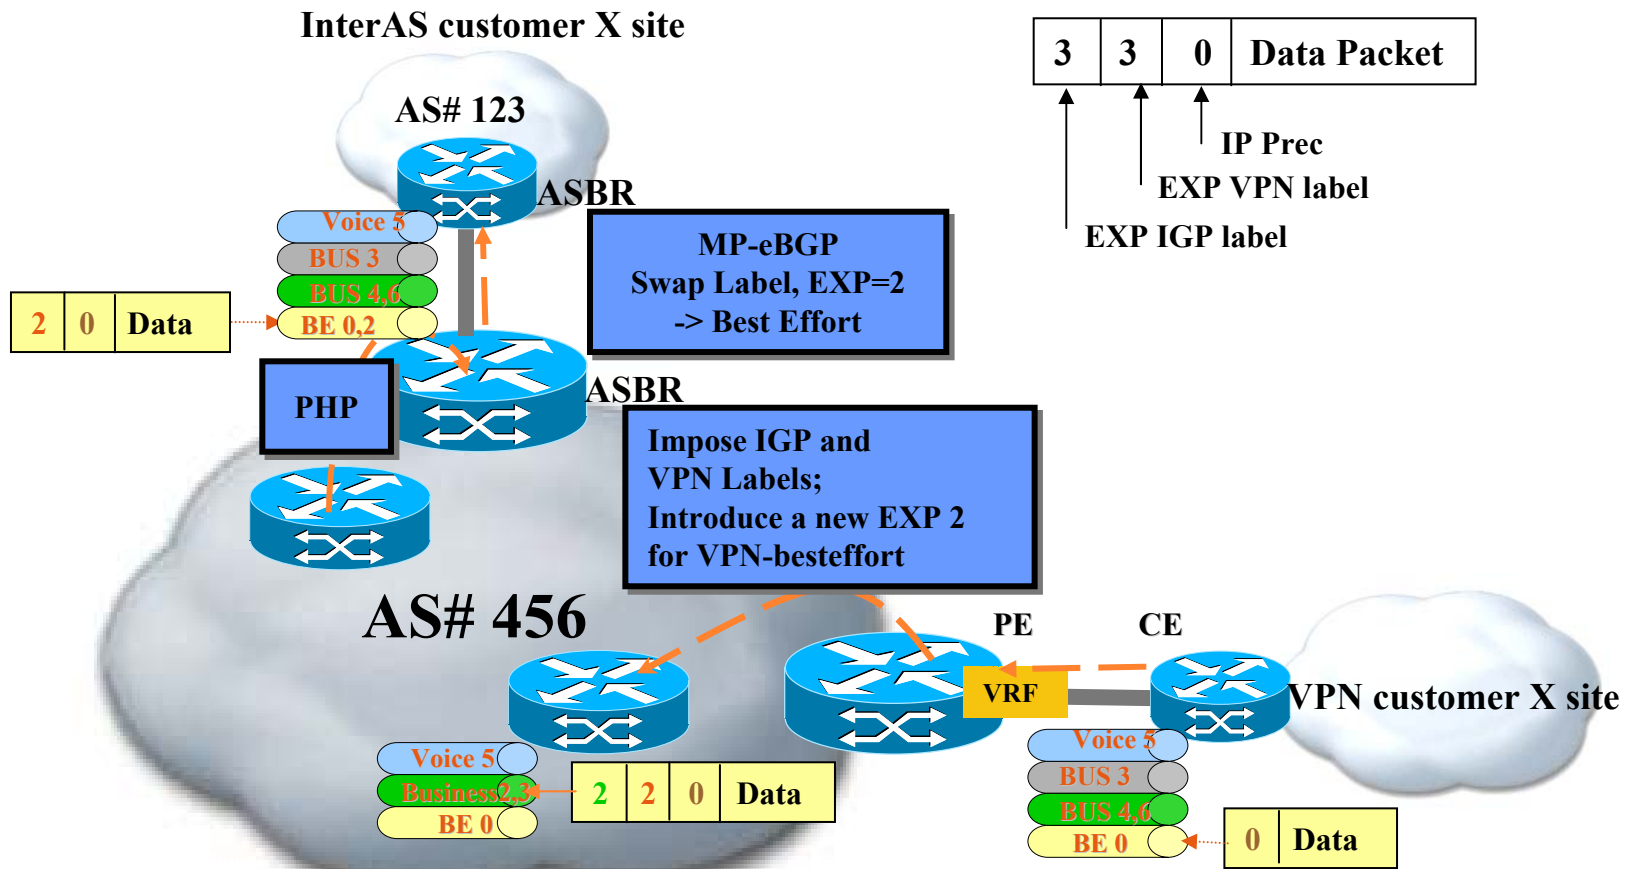 InterAS customer X site
AS# 123
ASBR
3 3 0 Data Packet
IP Prec
EXP VPN label
EXP IGP label
Voice 5
BUS 3
BUS 4,6
BE 0,2
2 0 Data
MP-eBGP
Swap Label, EXP=2
-> Best Effort
PHP
ASBR
Impose IGP and
VPN Labels;
Introduce a new EXP 2
for VPN-besteffort
AS# 456
PE
CE
VRF
VPN customer X site
Voice 5
Business2,3
BE 0
2 2 0 Data
Voice 5
BUS 3
BUS 4,6
BE 0
0 Data